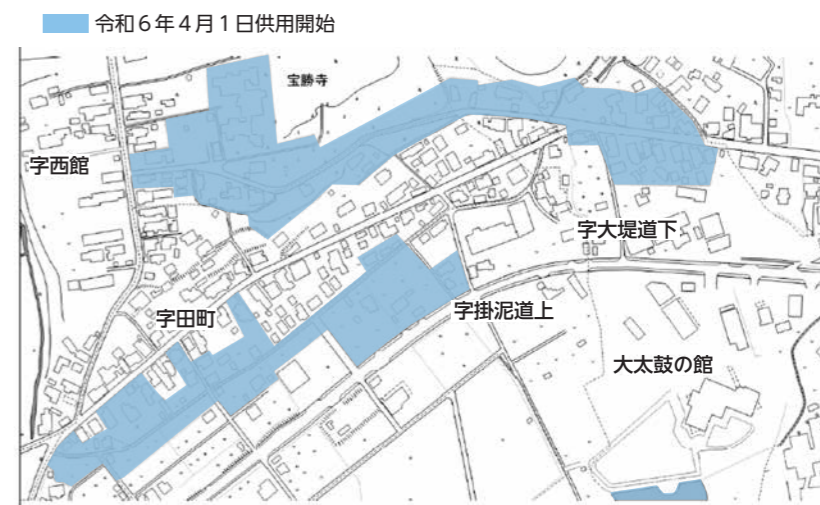 令和6年4月1日供用開始
宝勝寺
字西館
字大堤道下
字田町
字掛泥道上
大太鼓の館